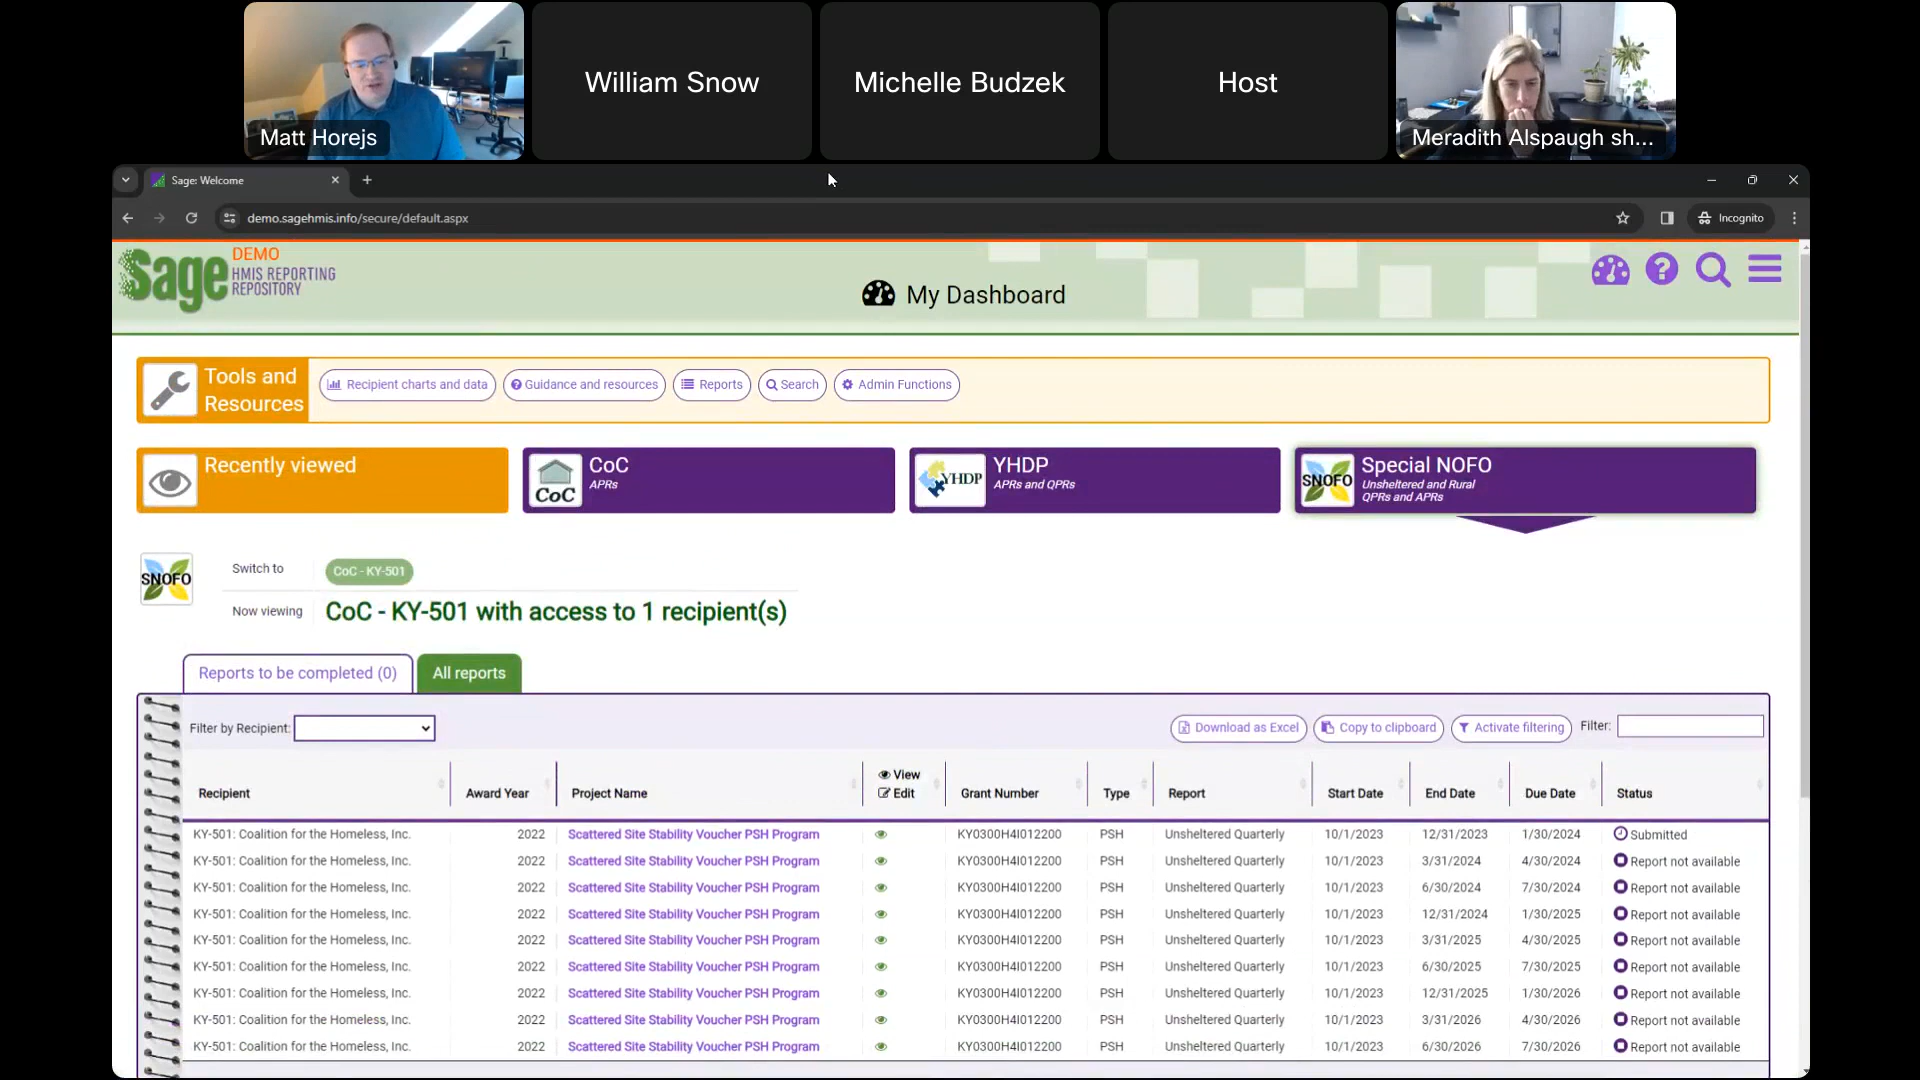 William Snow
Michelle Budzek
Host
Matt Horejs
Meradith Alspaugh sh...
Sage: Welcome
demo.sagehmis.info/secure/default.aspx
Incognito
Sage
DEMO
HMIS REPORTING
REPOSITORY
My Dashboard
Tools and
Resources
Recipient charts and data
Guidance and resources
Reports
Search
Admin Functions
Recently viewed
CoC
CoC
APRs
YHDP
YHDP
APRs and QPRs
SNOFO
Special NOFO
Unsheltered and Rural
QPRs and APRs
SNOFO
Switch to
CoC - KY-501
Now viewing
CoC - KY-501 with access to 1 recipient(s)
Reports to be completed (0)
All reports
Filter by Recipient:
Download as Excel
Copy to clipboard
Activate filtering
Filter:
Recipient Award Year Project Name View Edit Grant Number Type Report Start Date End Date Due Date Status
KY-501: Coalition for the Homeless, Inc. 2022 Scattered Site Stability Voucher PSH Program KY0300H4I012200 PSH Unsheltered Quarterly 10/1/2023 12/31/2023 1/30/2024 Submitted
KY-501: Coalition for the Homeless, Inc. 2022 Scattered Site Stability Voucher PSH Program KY0300H4I012200 PSH Unsheltered Quarterly 10/1/2023 3/31/2024 4/30/2024 Report not available
KY-501: Coalition for the Homeless, Inc. 2022 Scattered Site Stability Voucher PSH Program KY0300H4I012200 PSH Unsheltered Quarterly 10/1/2023 6/30/2024 7/30/2024 Report not available
KY-501: Coalition for the Homeless, Inc. 2022 Scattered Site Stability Voucher PSH Program KY0300H4I012200 PSH Unsheltered Quarterly 10/1/2023 12/31/2024 1/30/2025 Report not available
KY-501: Coalition for the Homeless, Inc. 2022 Scattered Site Stability Voucher PSH Program KY0300H4I012200 PSH Unsheltered Quarterly 10/1/2023 3/31/2025 4/30/2025 Report not available
KY-501: Coalition for the Homeless, Inc. 2022 Scattered Site Stability Voucher PSH Program KY0300H4I012200 PSH Unsheltered Quarterly 10/1/2023 6/30/2025 7/30/2025 Report not available
KY-501: Coalition for the Homeless, Inc. 2022 Scattered Site Stability Voucher PSH Program KY0300H4I012200 PSH Unsheltered Quarterly 10/1/2023 12/31/2025 1/30/2026 Report not available
KY-501: Coalition for the Homeless, Inc. 2022 Scattered Site Stability Voucher PSH Program KY0300H4I012200 PSH Unsheltered Quarterly 10/1/2023 3/31/2026 4/30/2026 Report not available
KY-501: Coalition for the Homeless, Inc. 2022 Scattered Site Stability Voucher PSH Program KY0300H4I012200 PSH Unsheltered Quarterly 10/1/2023 6/30/2026 7/30/2026 Report not available